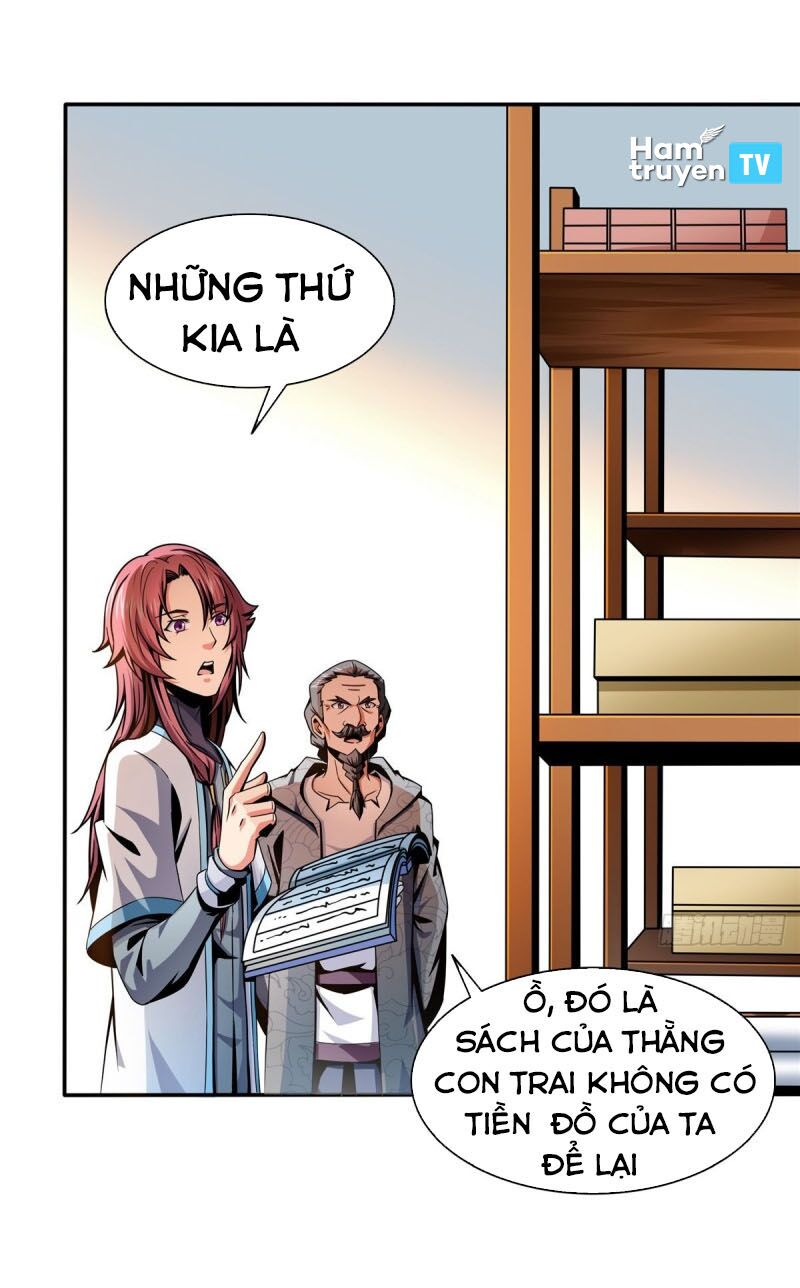 Ham
truyen TV
NHỮNG THỨ
KIA LÀ
Ồ, ĐÓ LÀ
SÁCH CỦA THẰNG
CON TRAI KHÔNG CÓ
TIỀN ĐỒ CỦA TA
ĐỂ LẠI